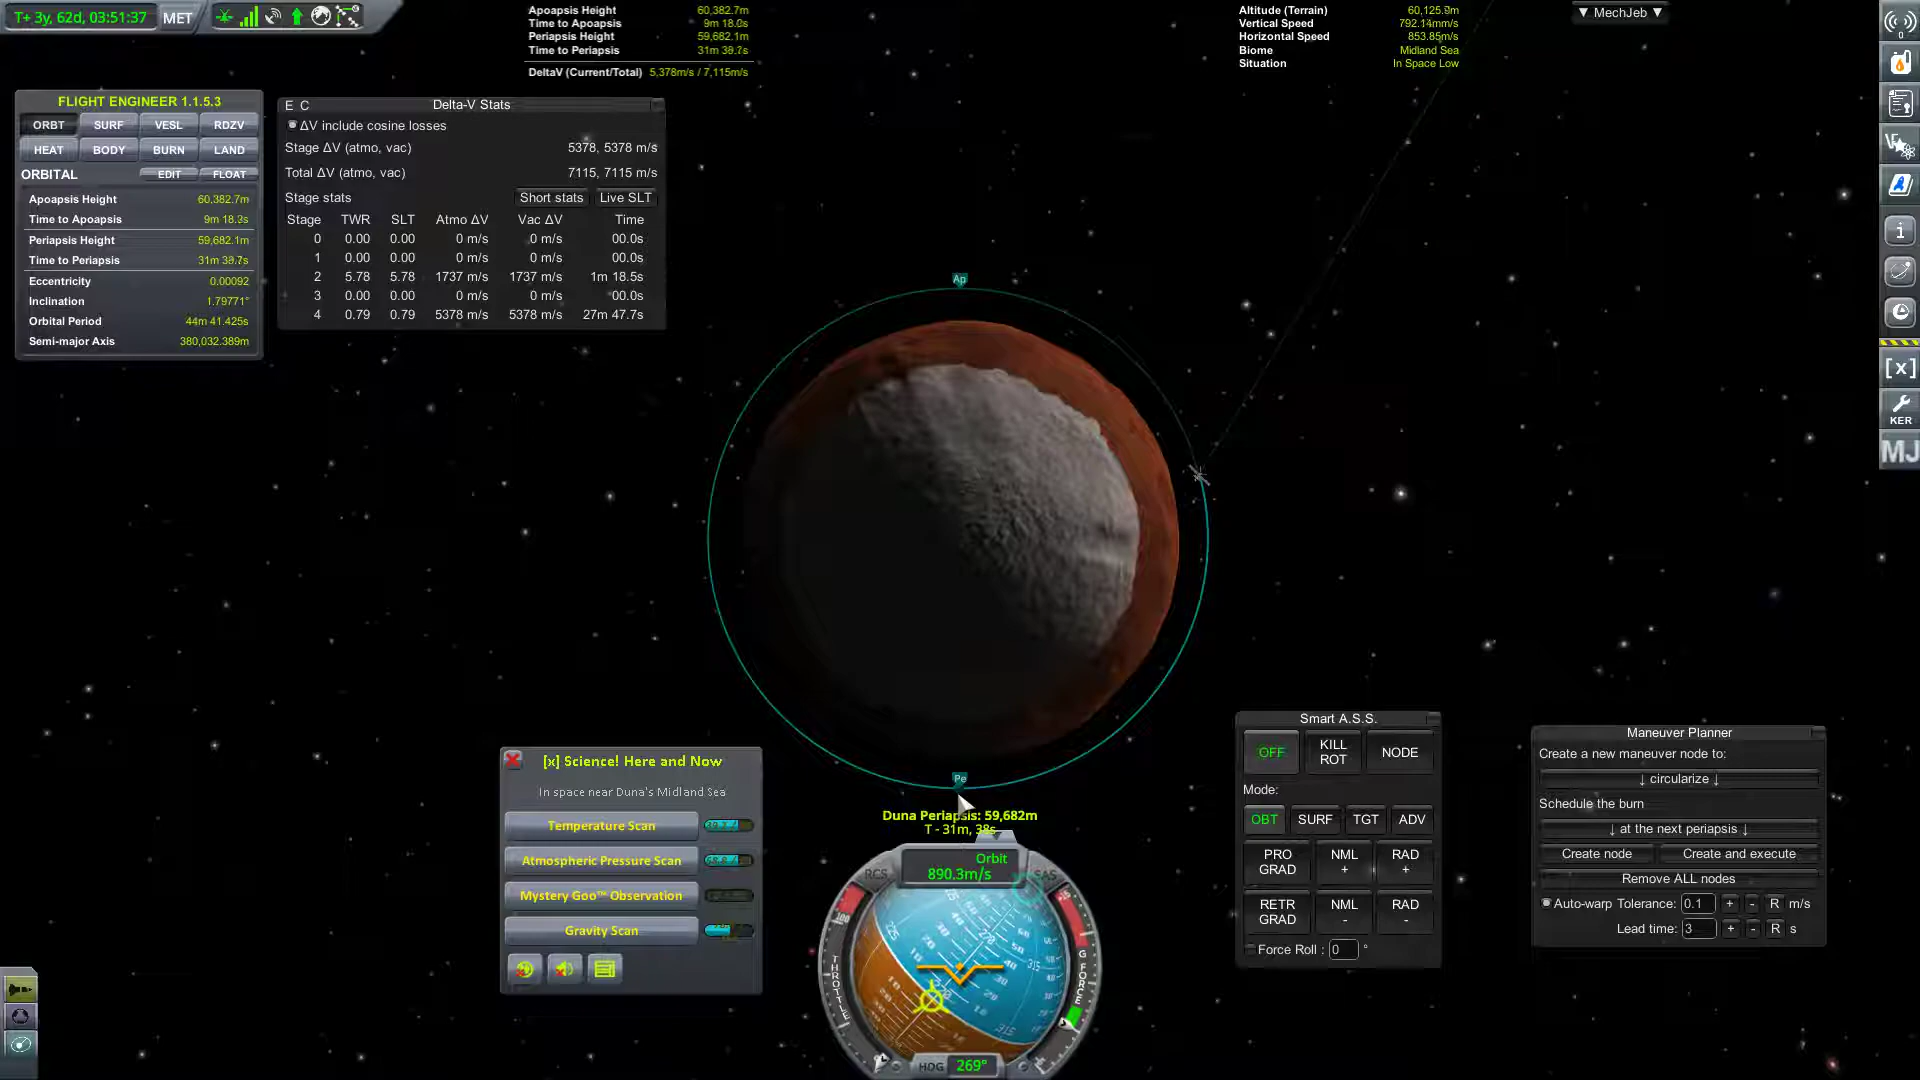 T+ 3y, 62d, 03:51:37 MET
Apoapsis Height 60,382.7m
Time to Apoapsis 9m 18.3s
Periapsis Height 59,682.1m
Time to Periapsis 31m 38.7s
DeltaV (Current/Total) 5,378m/s / 7,115m/s
Altitude (Terrain) 60,125.9m
Vertical Speed 792.14mm/s
Horizontal Speed 853.85m/s
Biome Midland Sea
Situation In Space Low
▼ MechJeb ▼
FLIGHT ENGINEER 1.1.5.3
ORBT SURF VESL RDZV
HEAT BODY BURN LAND
ORBITAL EDIT FLOAT
Apoapsis Height 60,382.7m
Time to Apoapsis 9m 18.3s
Periapsis Height 59,682.1m
Time to Periapsis 31m 38.7s
Eccentricity 0.00092
Inclination 1.79771°
Orbital Period 44m 41.425s
Semi-major Axis 380,032.389m
E C Delta-V Stats
ΔV include cosine losses
Stage ΔV (atmo, vac) 5378, 5378 m/s
Total ΔV (atmo, vac) 7115, 7115 m/s
Stage stats Short stats Live SLT
Stage TWR SLT Atmo ΔV Vac ΔV Time
0 0.00 0.00 0 m/s 0 m/s 00.0s
1 0.00 0.00 0 m/s 0 m/s 00.0s
2 5.78 5.78 1737 m/s 1737 m/s 1m 18.5s
3 0.00 0.00 0 m/s 0 m/s 00.0s
4 0.79 0.79 5378 m/s 5378 m/s 27m 47.7s
Ap
Pe
Duna Periapsis: 59,682m
T - 31m, 38s
[x] Science! Here and Now
In space near Duna's Midland Sea
Temperature Scan
Atmospheric Pressure Scan
Mystery Goo™ Observation
Gravity Scan
Orbit
890.3m/s
RCS SAS
THROTTLE
G FORCE
HDG 269°
Smart A.S.S.
OFF KILL ROT NODE
Mode:
OBT SURF TGT ADV
PRO GRAD NML + RAD +
RETR GRAD NML - RAD -
Force Roll : 0 °
Maneuver Planner
Create a new maneuver node to:
↓ circularize ↓
Schedule the burn
↓ at the next periapsis ↓
Create node Create and execute
Remove ALL nodes
Auto-warp Tolerance: 0.1 + - R m/s
Lead time: 3 + - R s
[x]
KER
MJ